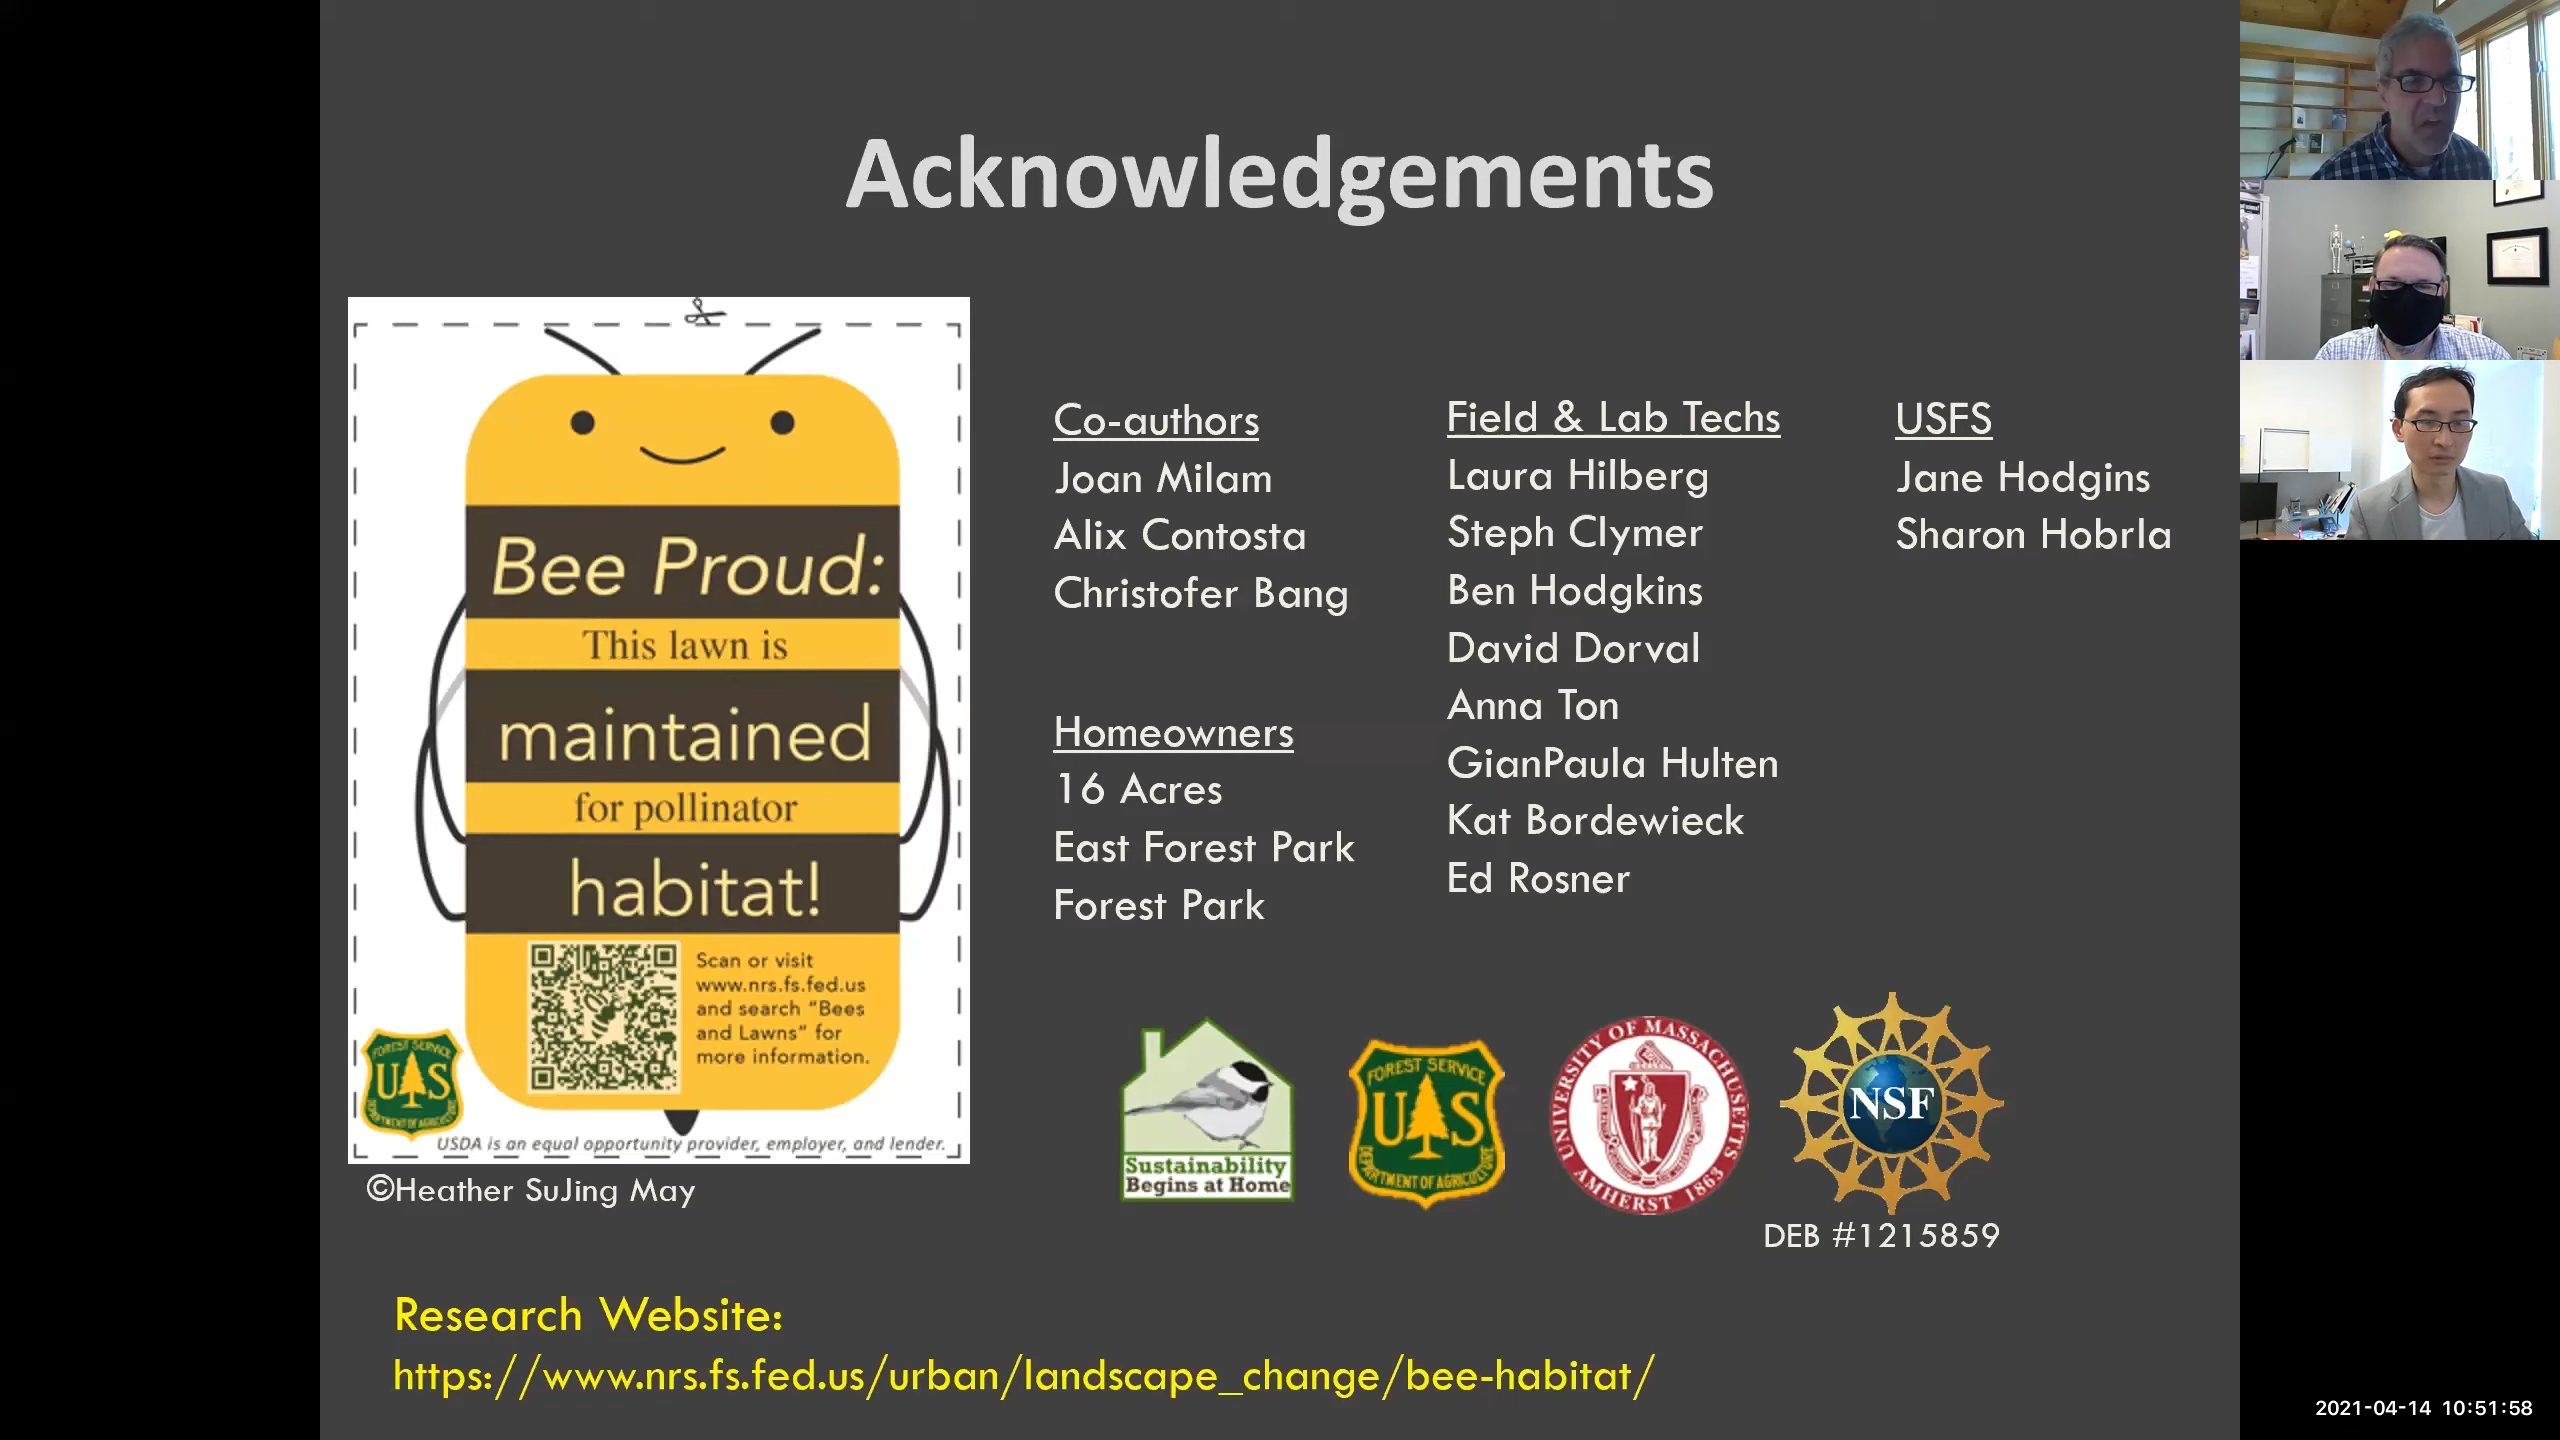 Acknowledgements
Bee Proud:
This lawn is
maintained
for pollinator
habitat!
Scan or visit
www.nrs.fs.fed.us
and search "Bees
and Lawns" for
more information.
FOREST SERVICE
U S
DEPARTMENT OF AGRICULTURE
USDA is an equal opportunity provider, employer, and lender.
©Heather SuJing May
Co-authors
Joan Milam
Alix Contosta
Christofer Bang
Homeowners
16 Acres
East Forest Park
Forest Park
Field & Lab Techs
Laura Hilberg
Steph Clymer
Ben Hodgkins
David Dorval
Anna Ton
GianPaula Hulten
Kat Bordewieck
Ed Rosner
USFS
Jane Hodgins
Sharon Hobrla
Sustainability
Begins at Home
FOREST SERVICE
U S
DEPARTMENT OF AGRICULTURE
UNIVERSITY OF MASSACHUSETTS
AMHERST 1863
NSF
DEB #1215859
Research Website:
https://www.nrs.fs.fed.us/urban/landscape_change/bee-habitat/
2021-04-14 10:51:58